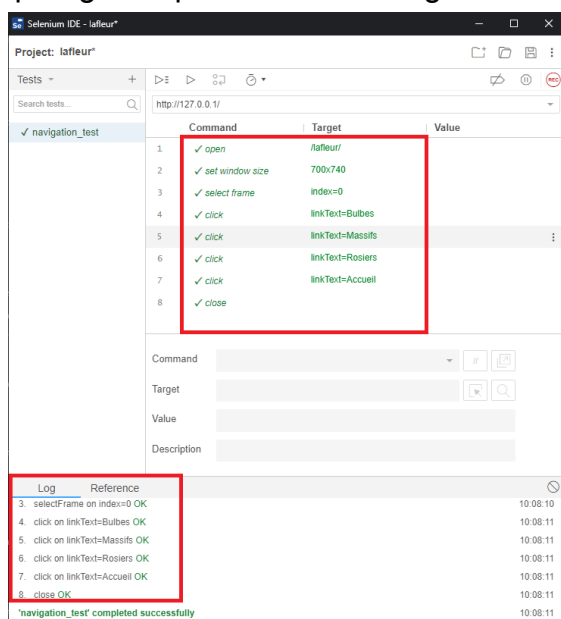 Selenium IDE - lafleur*
Project: lafleur*
Tests
Search tests...
http://127.0.0.1/
✓ navigation_test
Command Target Value
1 ✓ open /lafleur/
2 ✓ set window size 700x740
3 ✓ select frame index=0
4 ✓ click linkText=Bulbes
5 ✓ click linkText=Massifs
6 ✓ click linkText=Rosiers
7 ✓ click linkText=Accueil
8 ✓ close
Command
//
Target
Value
Description
Log Reference
3. selectFrame on index=0 OK 10:08:10
4. click on linkText=Bulbes OK 10:08:11
5. click on linkText=Massifs OK 10:08:11
6. click on linkText=Rosiers OK 10:08:11
7. click on linkText=Accueil OK 10:08:11
8. close OK 10:08:11
'navigation_test' completed successfully 10:08:11